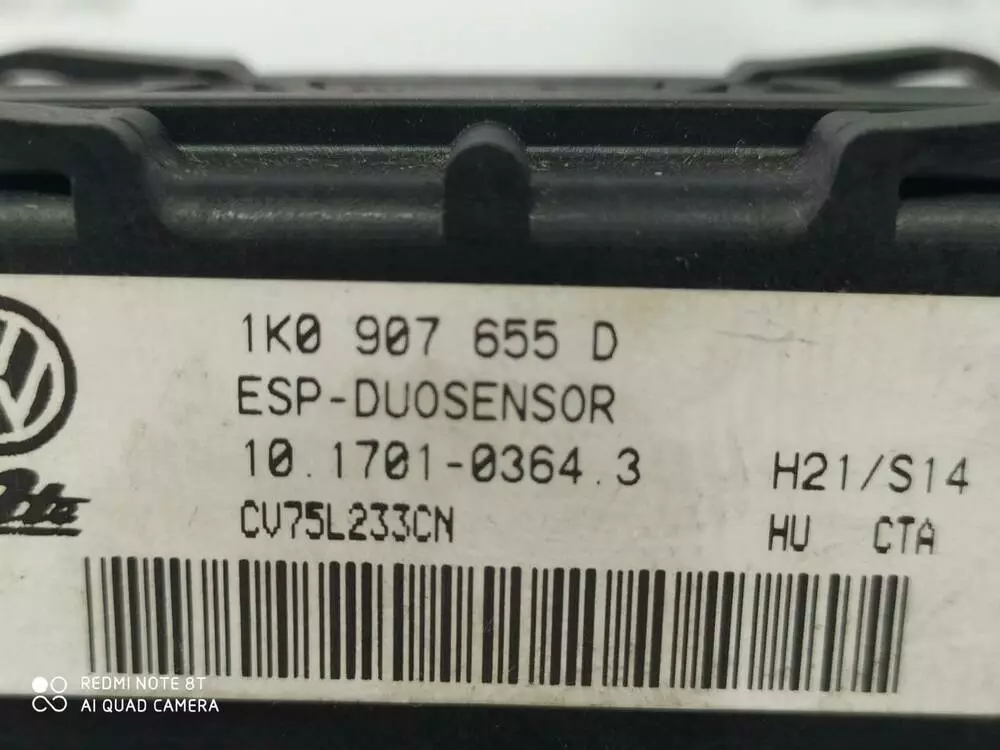 1K0 907 655 D
ESP-DUOSENSOR
10.1701-0364.3 H21/S14
CV75L233CN HU CTA
Ate
REDMI NOTE 8T
AI QUAD CAMERA